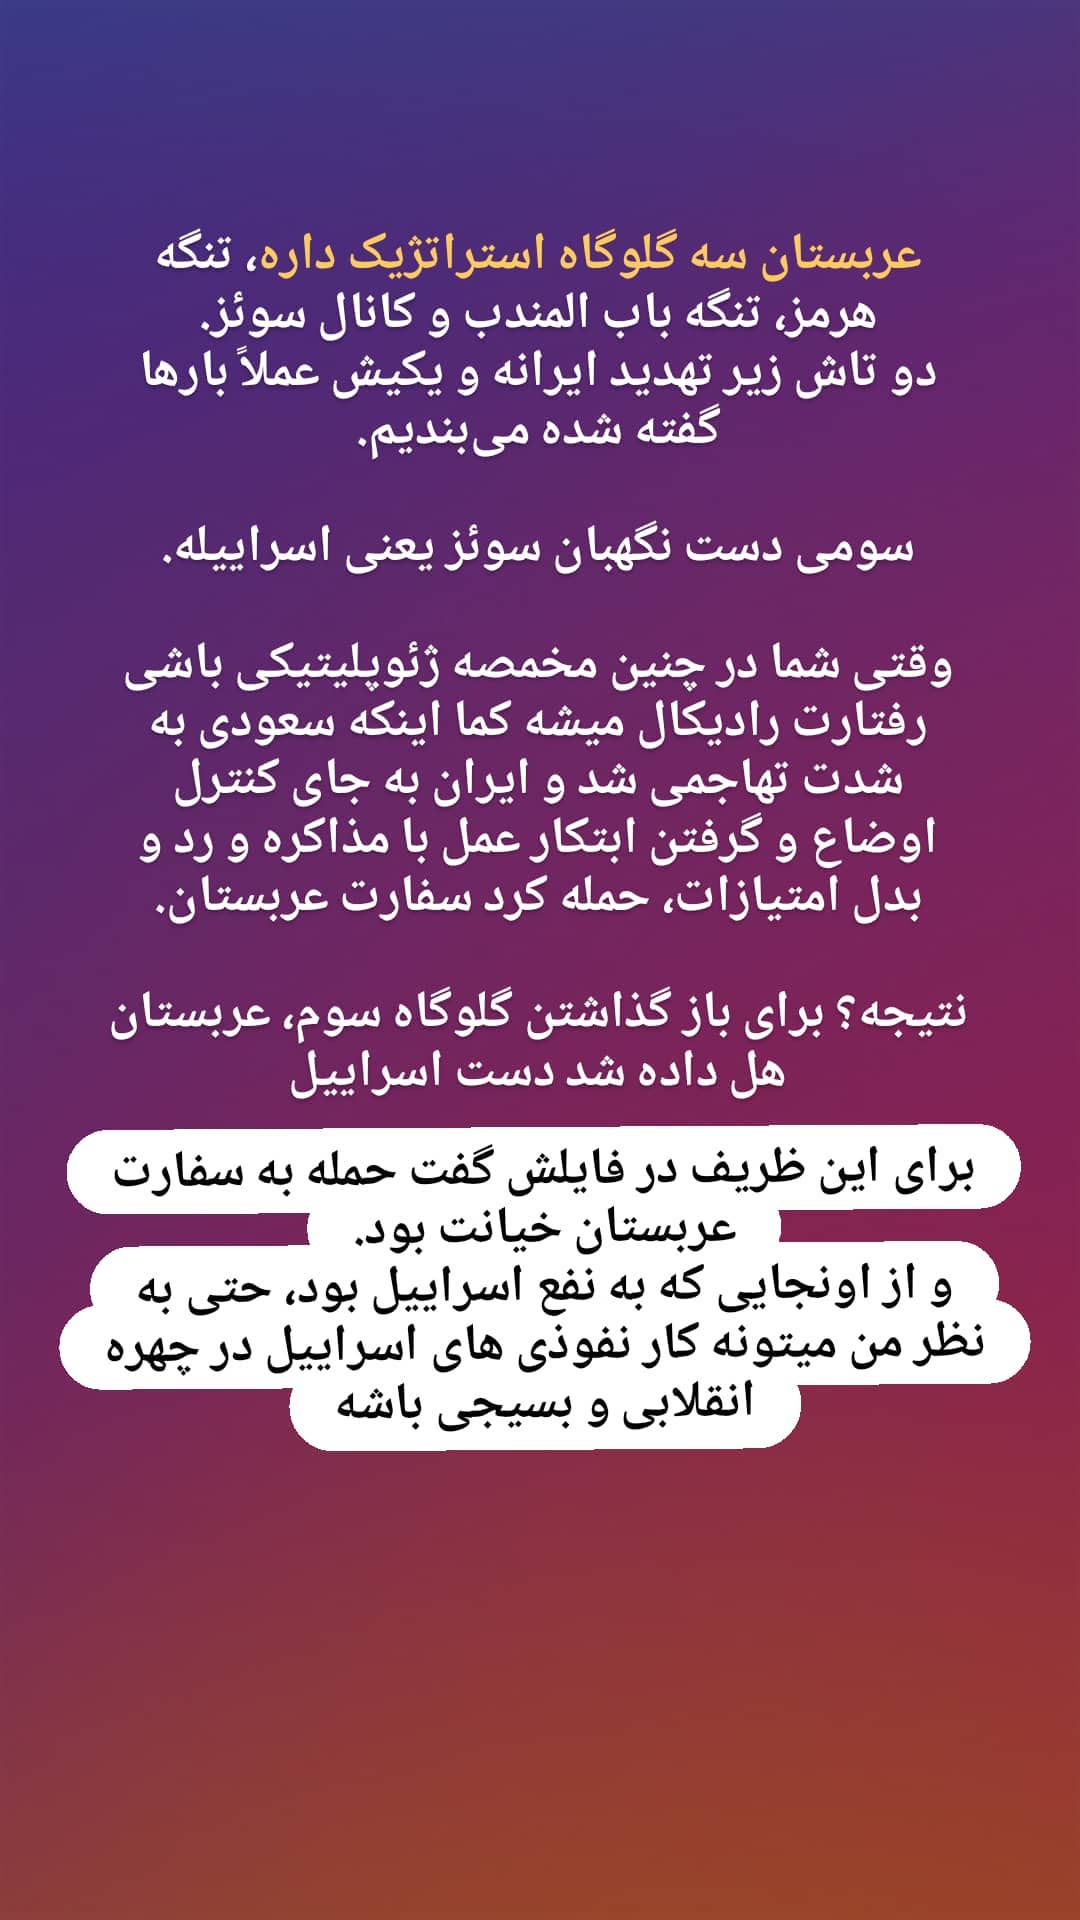 عربستان سه گلوگاه استراتژیک داره، تنگه
هرمز، تنگه باب المندب و کانال سوئز.
دو تاش زیر تهدید ایرانه و یکیش عملاً بارها
گفته شده می‌بندیم.
سومی دست نگهبان سوئز یعنی اسراییله.
وقتی شما در چنین مخمصه ژئوپلیتیکی باشی
رفتارت رادیکال میشه کما اینکه سعودی به
شدت تهاجمی شد و ایران به جای کنترل
اوضاع و گرفتن ابتکار عمل با مذاکره و رد و
بدل امتیازات، حمله کرد سفارت عربستان.
نتیجه؟ برای باز گذاشتن گلوگاه سوم، عربستان
هل داده شد دست اسراییل
برای این ظریف در فایلش گفت حمله به سفارت
عربستان خیانت بود.
و از اونجایی که به نفع اسراییل بود، حتی به
نظر من میتونه کار نفوذی های اسراییل در چهره
انقلابی و بسیجی باشه